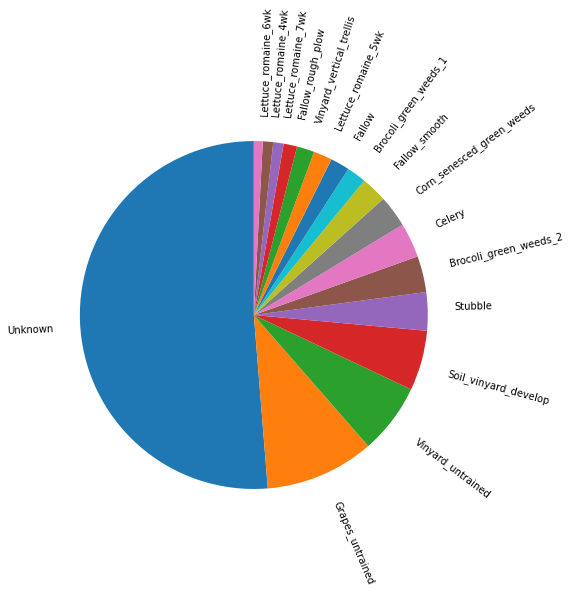 Lettuce_romaine_6wk
Lettuce_romaine_4wk
Lettuce_romaine_7wk
Fallow_rough_plow
Vinyard_vertical_trellis
Lettuce_romaine_5wk
Fallow
Brocoli_green_weeds_1
Fallow_smooth
Corn_senesced_green_weeds
Celery
Brocoli_green_weeds_2
Stubble
Soil_vinyard_develop
Vinyard_untrained
Grapes_untrained
Unknown